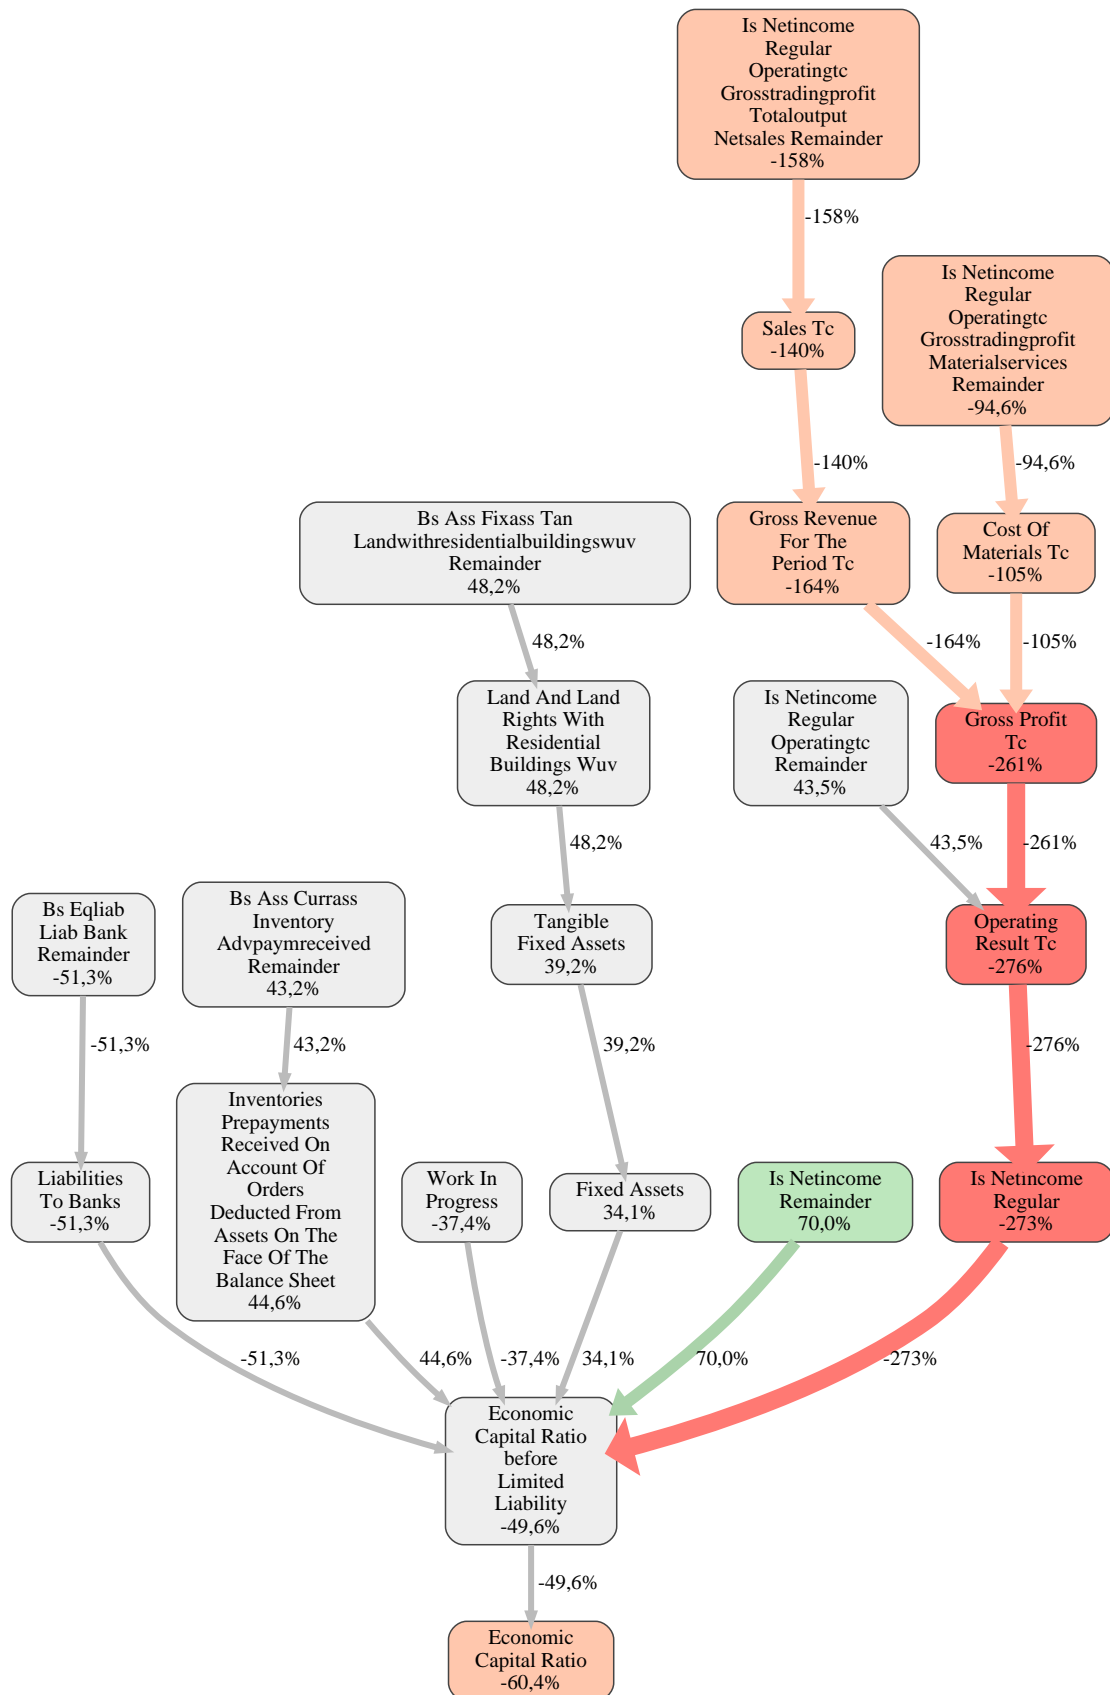 Is Netincome
Regular
Operatingtc
Grosstradingprofit
Totaloutput
Netsales Remainder
-158%
-158%
Is Netincome
Regular
Operatingtc
Grosstradingprofit
Materialservices
Remainder
-94,6%
Sales Tc
-140%
-140%
-94,6%
Bs Ass Fixass Tan
Landwithresidentialbuildingswuv
Remainder
48,2%
Gross Revenue
For The
Period Tc
-164%
Cost Of
Materials Tc
-105%
48,2%
-164%
-105%
Land And Land
Rights With
Residential
Buildings Wuv
48,2%
Is Netincome
Regular
Operatingtc
Remainder
43,5%
Gross Profit
Tc
-261%
48,2%
43,5%
-261%
Bs Eqliab
Liab Bank
Remainder
-51,3%
Bs Ass Currass
Inventory
Advpaymreceived
Remainder
43,2%
Tangible
Fixed Assets
39,2%
Operating
Result Tc
-276%
-51,3%
43,2%
39,2%
-276%
Liabilities
To Banks
-51,3%
Inventories
Prepayments
Received On
Account Of
Orders
Deducted From
Assets On The
Face Of The
Balance Sheet
44,6%
Work In
Progress
-37,4%
Fixed Assets
34,1%
Is Netincome
Remainder
70,0%
Is Netincome
Regular
-273%
-51,3%
44,6%
-37,4%
34,1%
70,0%
-273%
Economic
Capital Ratio
before
Limited
Liability
-49,6%
-49,6%
Economic
Capital Ratio
-60,4%